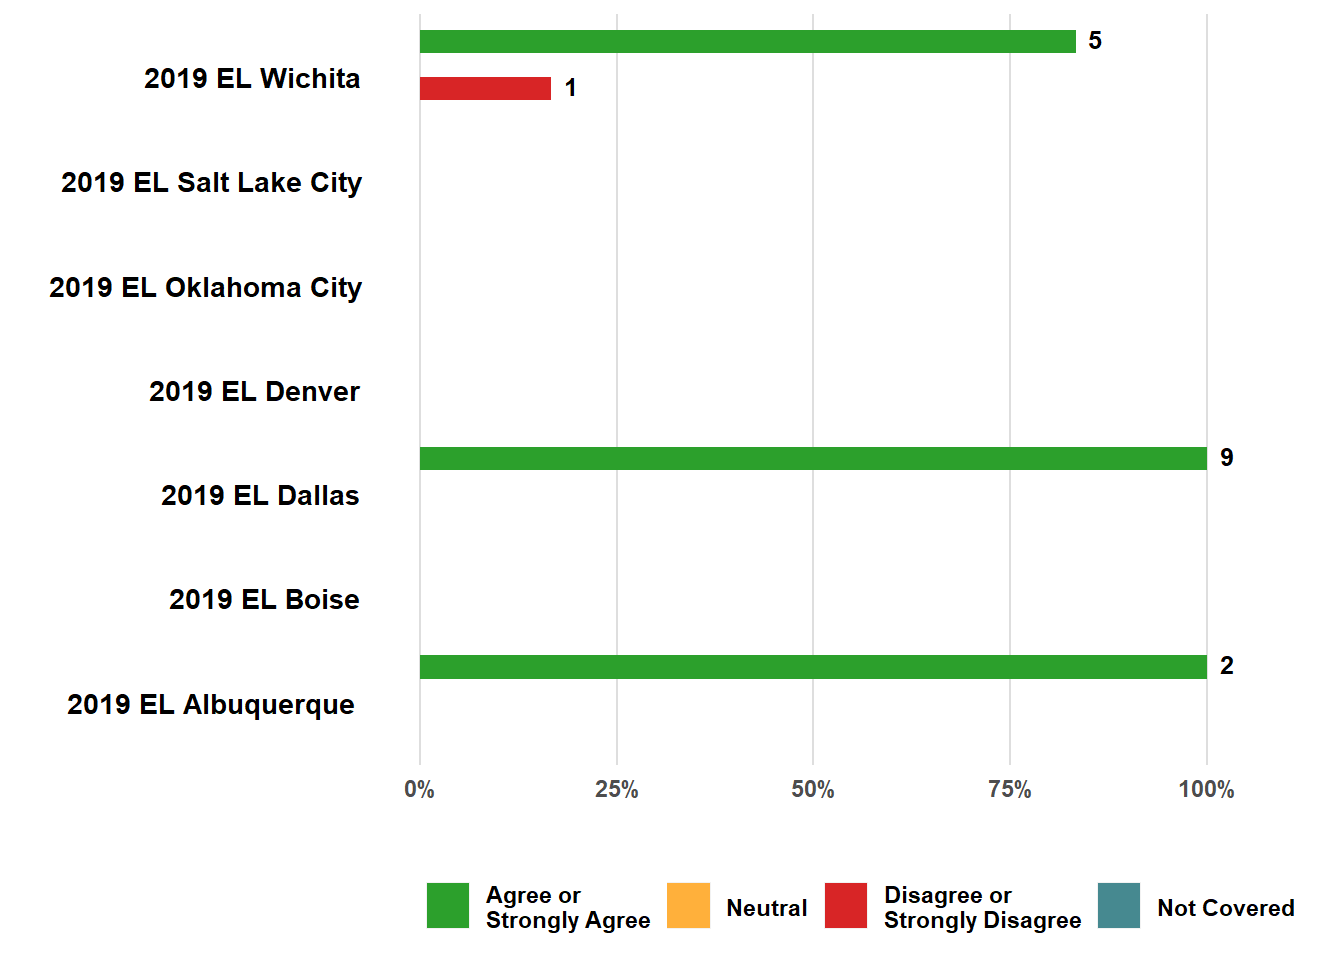 5
2019 EL Wichita
1
2019 EL Salt Lake City
2019 EL Oklahoma City
2019 EL Denver
9
2019 EL Dallas
2019 EL Boise
2
2019 EL Albuquerque
0% 25% 50% 75% 100%
Agree or
Strongly Agree
Neutral
Disagree or
Strongly Disagree
Not Covered